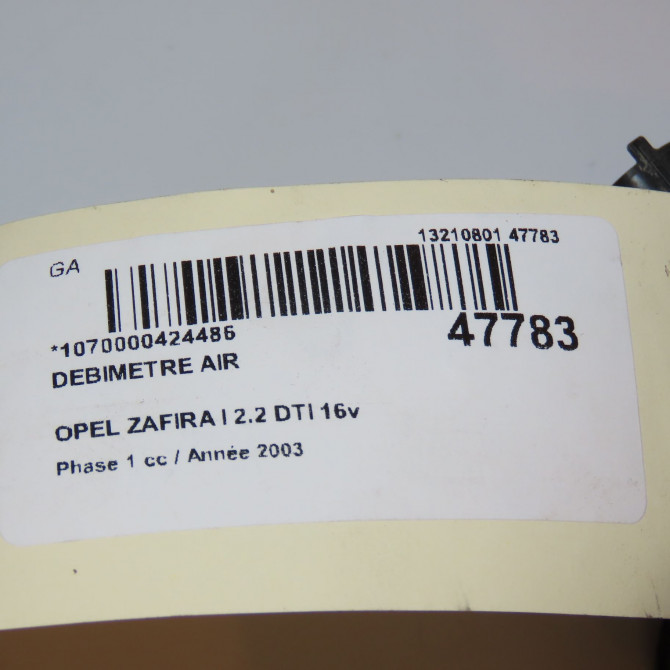 GA
13210801 47783
*1070000424486
47783
DEBIMETRE AIR
OPEL ZAFIRA I 2.2 DTI 16v
Phase 1 cc / Année 2003